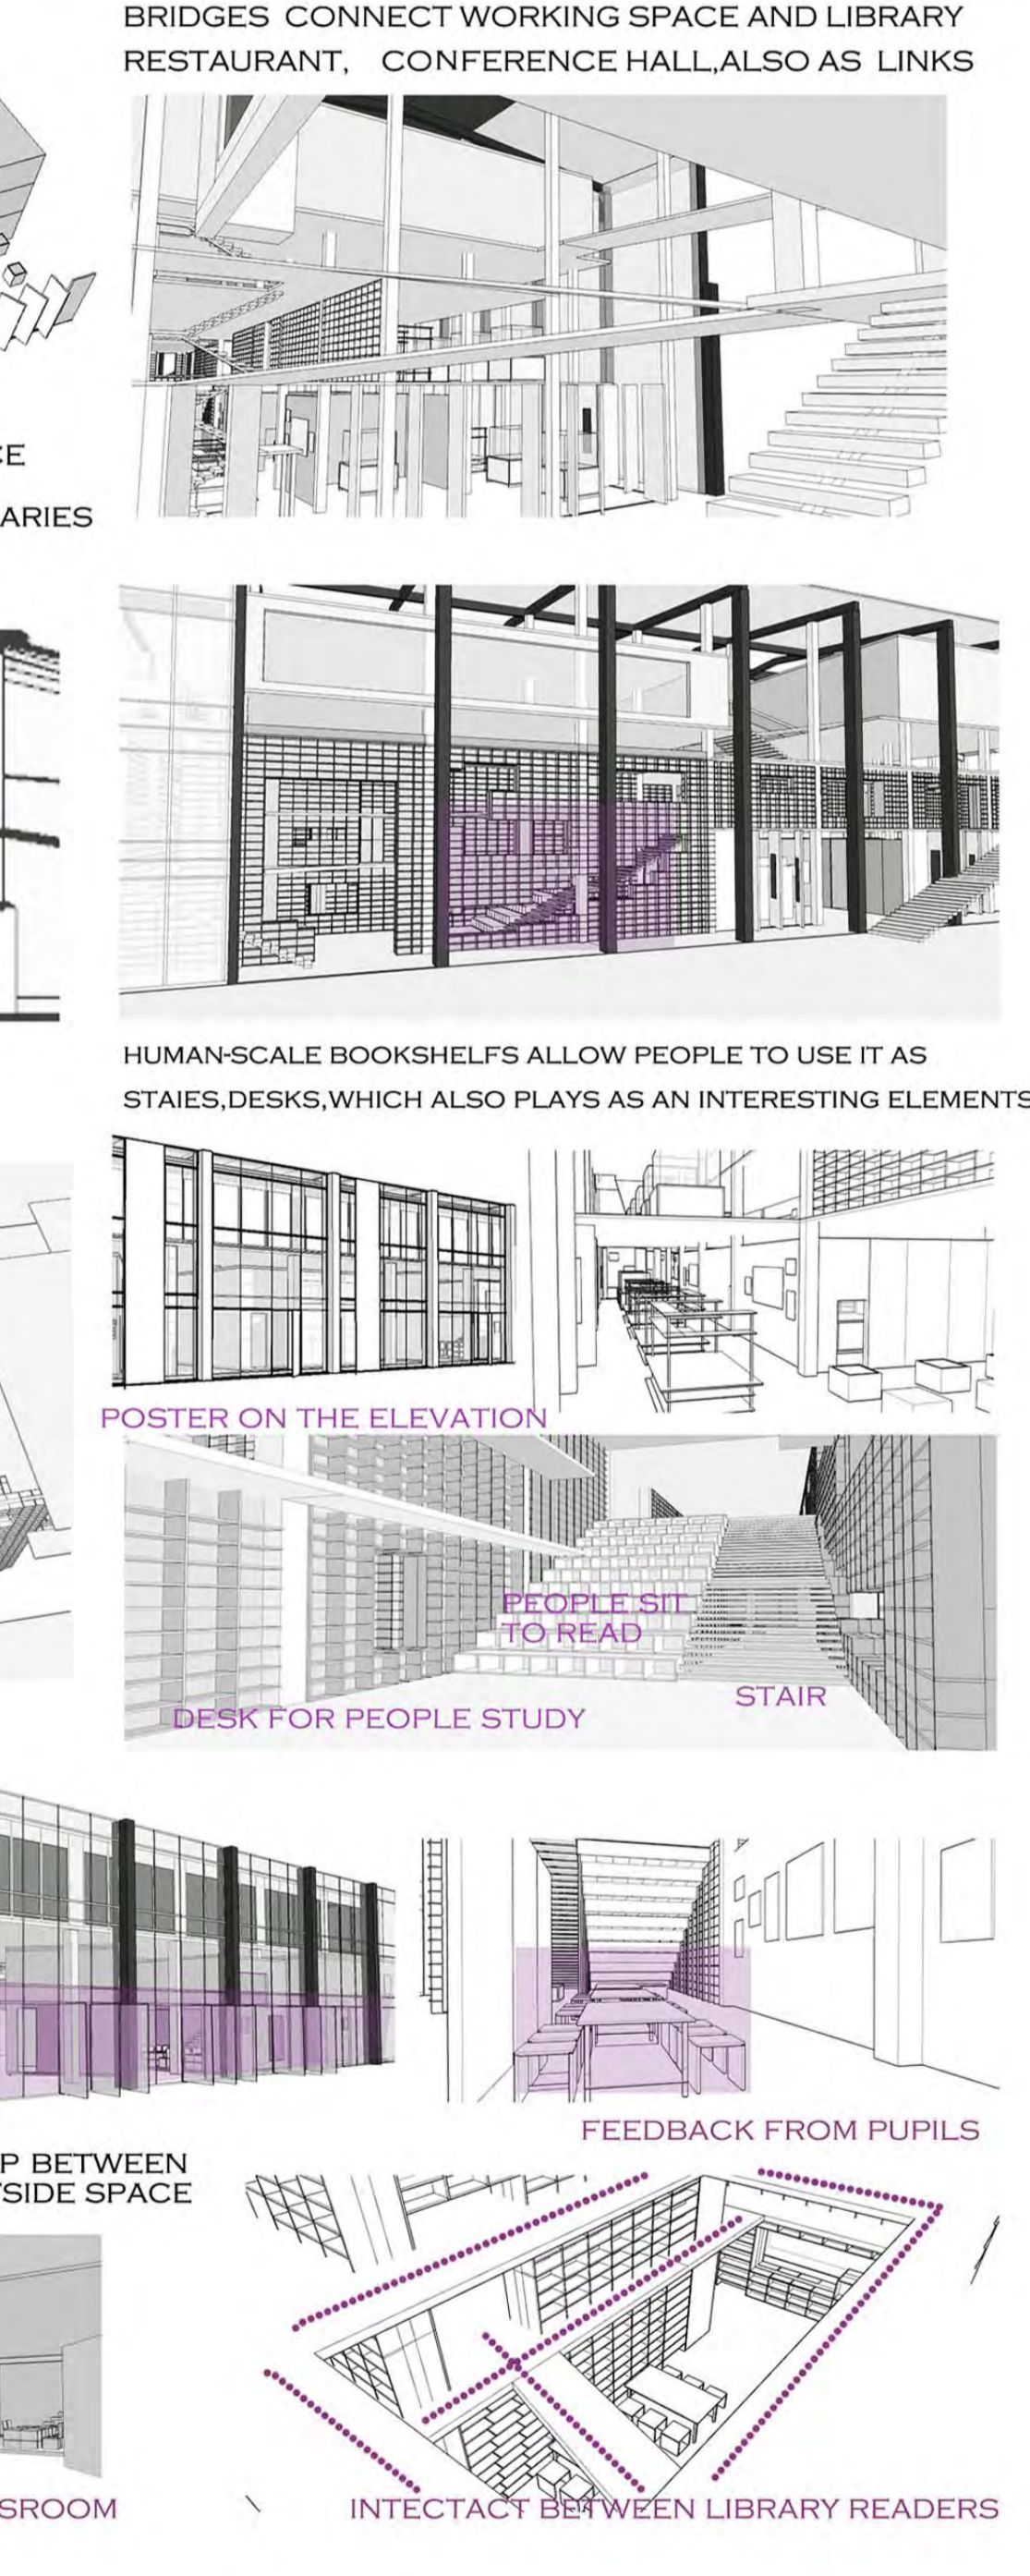 BRIDGES CONNECT WORKING SPACE AND LIBRARY
RESTAURANT, CONFERENCE HALL,ALSO AS LINKS
CE
ARIES
HUMAN-SCALE BOOKSHELFS ALLOW PEOPLE TO USE IT AS
STAIES,DESKS,WHICH ALSO PLAYS AS AN INTERESTING ELEMENTS
POSTER ON THE ELEVATION
PEOPLE SIT
TO READ
STAIR
DESK FOR PEOPLE STUDY
FEEDBACK FROM PUPILS
P BETWEEN
SIDE SPACE
SROOM
INTECTACT BETWEEN LIBRARY READERS